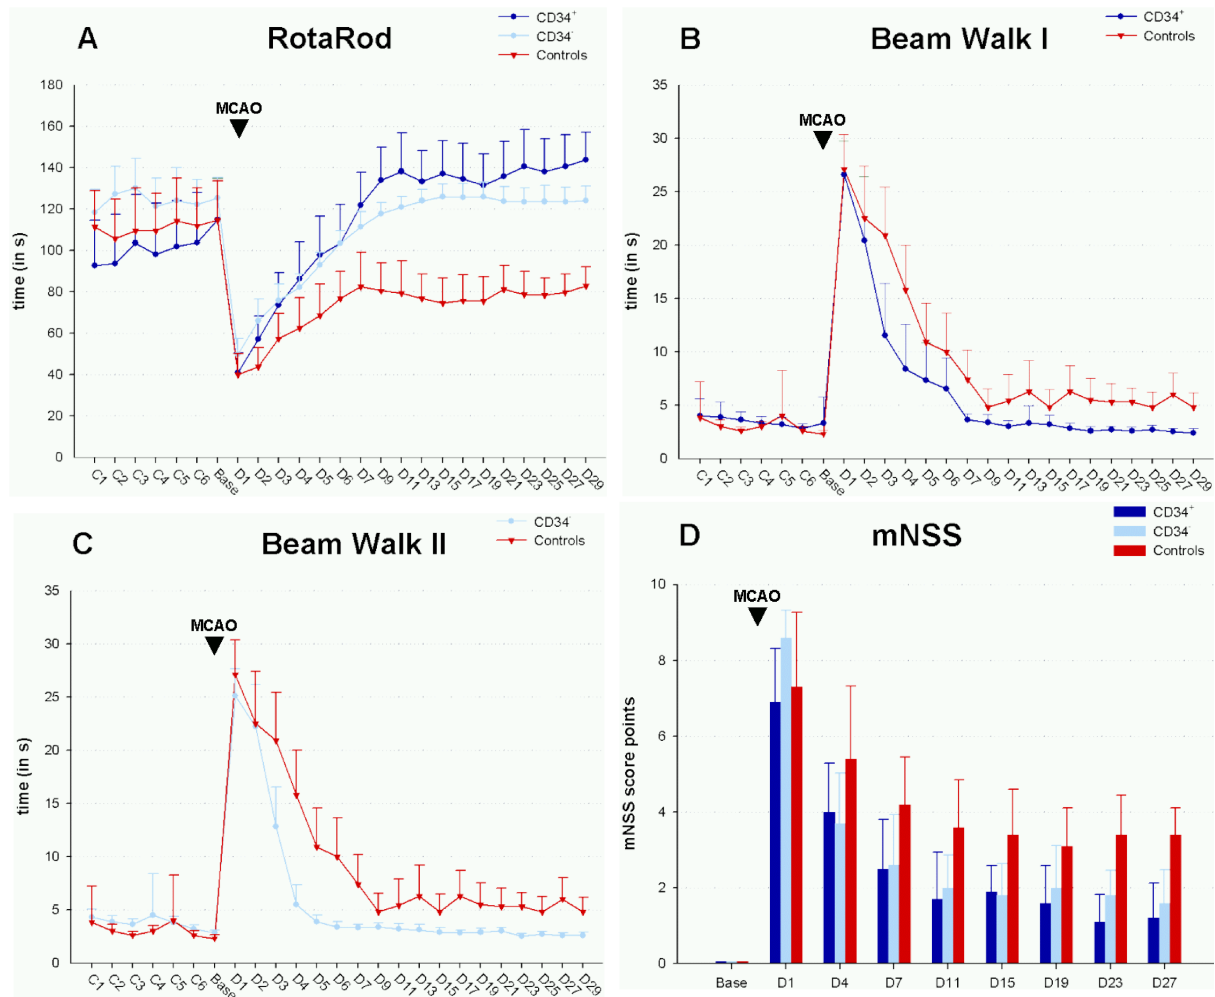 A
RotaRod
CD34+
CD34-
Controls
time (in s)
180
160
140
120
100
80
60
40
20
0
MCAO
C1 C2 C3 C4 C5 C6 Base D1 D2 D3 D4 D5 D6 D7 D9 D11 D13 D15 D17 D19 D21 D23 D25 D27 D29
B
Beam Walk I
CD34+
Controls
time (in s)
35
30
25
20
15
10
5
0
MCAO
C1 C2 C3 C4 C5 C6 Base D1 D2 D3 D4 D5 D6 D7 D9 D11 D13 D15 D17 D19 D21 D23 D25 D27 D29
C
Beam Walk II
CD34-
Controls
time (in s)
35
30
25
20
15
10
5
0
MCAO
C1 C2 C3 C4 C5 C6 Base D1 D2 D3 D4 D5 D6 D7 D9 D11 D13 D15 D17 D19 D21 D23 D25 D27 D29
D
mNSS
CD34+
CD34-
Controls
mNSS score points
10
8
6
4
2
0
MCAO
Base D1 D4 D7 D11 D15 D19 D23 D27